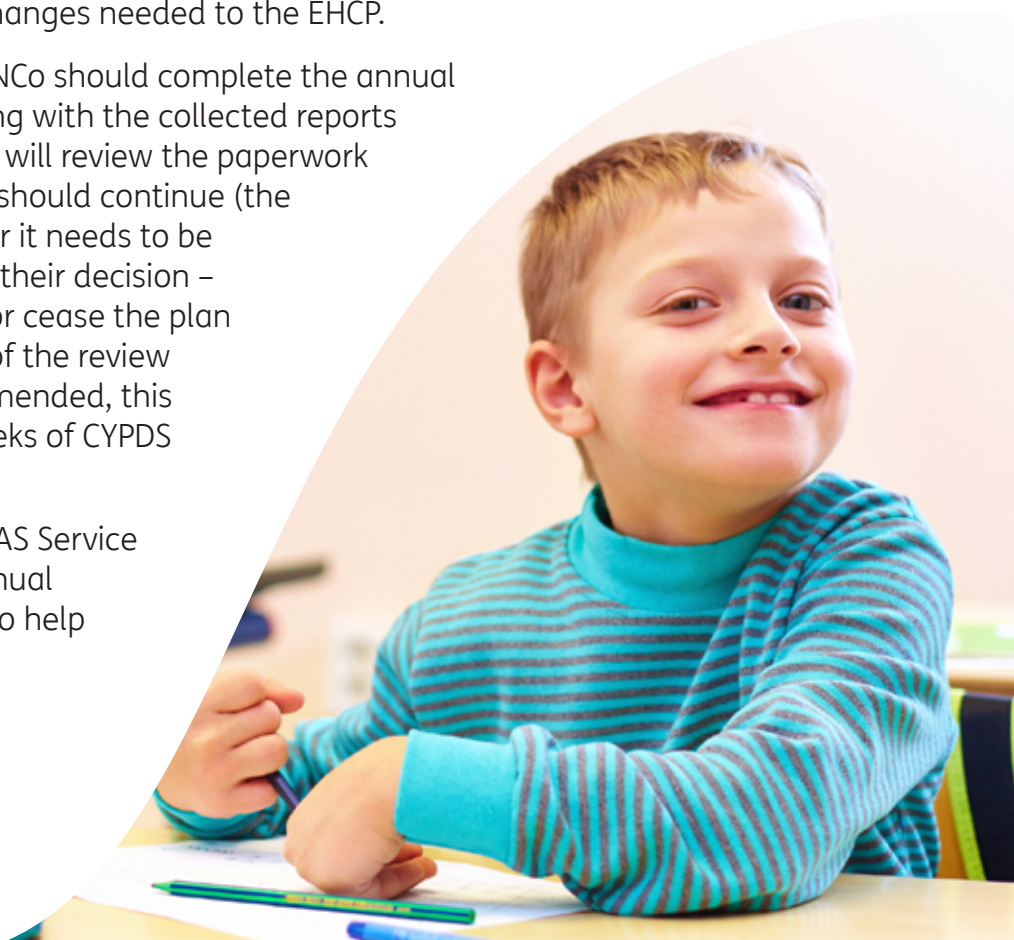 hanges needed to the EHCP.
NCo should complete the annual
ng with the collected reports
will review the paperwork
should continue (the
r it needs to be
their decision –
or cease the plan
of the review
mended, this
eks of CYPDS
AS Service
nual
o help